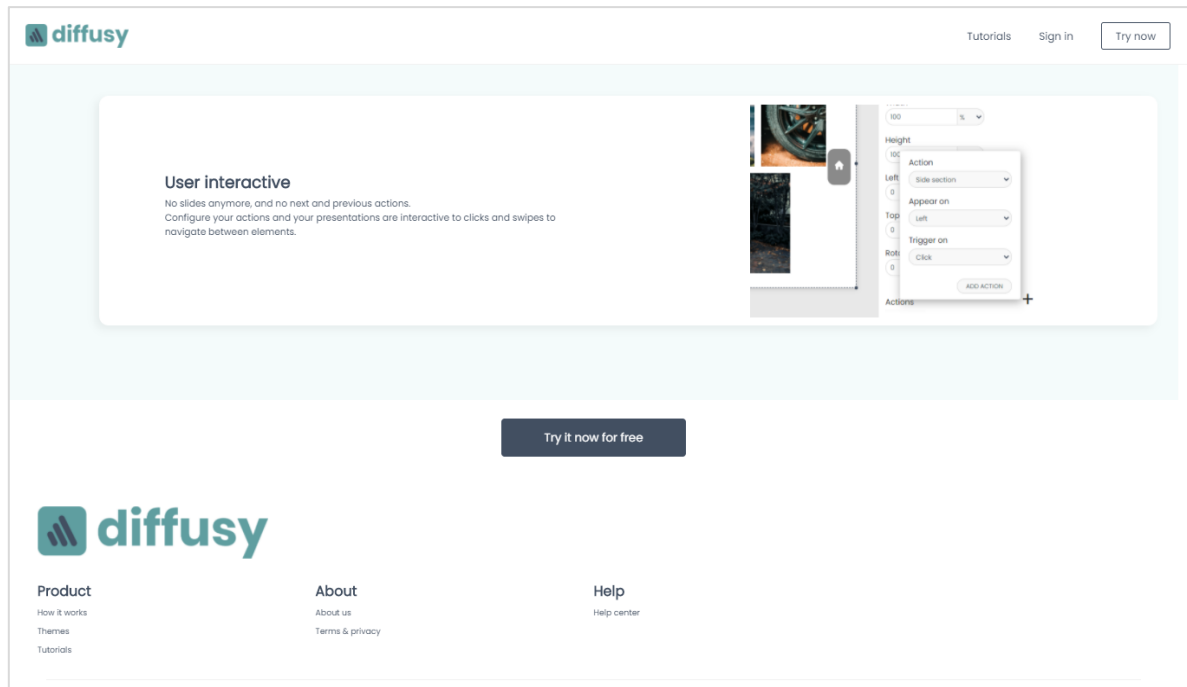 diffusy
Tutorials
Sign in
Try now
User interactive
No slides anymore, and no next and previous actions.
Configure your actions and your presentations are interactive to clicks and swipes to
navigate between elements.
100
%
Height
Action
Side section
Left
Appear on
0
Left
Top
0
Trigger on
Click
0
ADD ACTION
Actions
Try it now for free
diffusy
Product
How it works
Themes
Tutorials
About
About us
Terms & privacy
Help
Help center